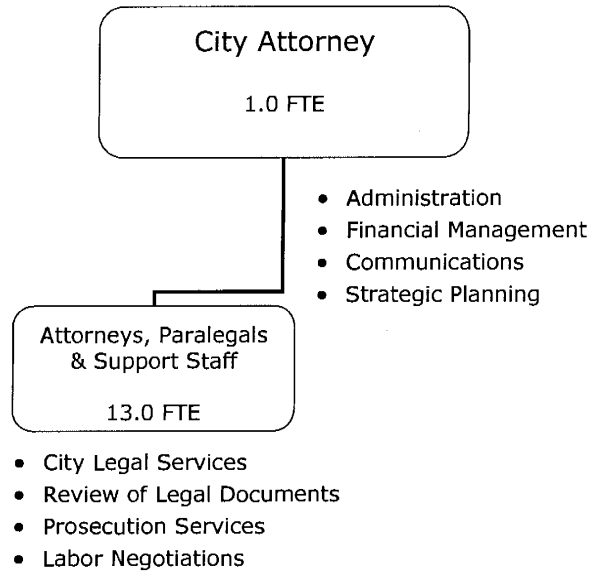 City Attorney
1.0 FTE
• Administration
• Financial Management
• Communications
• Strategic Planning
Attorneys, Paralegals
& Support Staff
13.0 FTE
• City Legal Services
• Review of Legal Documents
• Prosecution Services
• Labor Negotiations